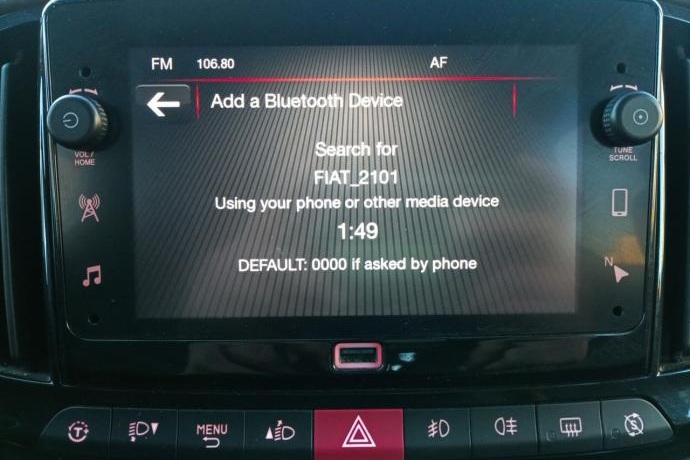 FM 106.80 AF
Add a Bluetooth Device
Search for
FIAT_2101
Using your phone or other media device
1:49
DEFAULT: 0000 if asked by phone
VOL /
HOME
TUNE
SCROLL
N
T+
MENU
S